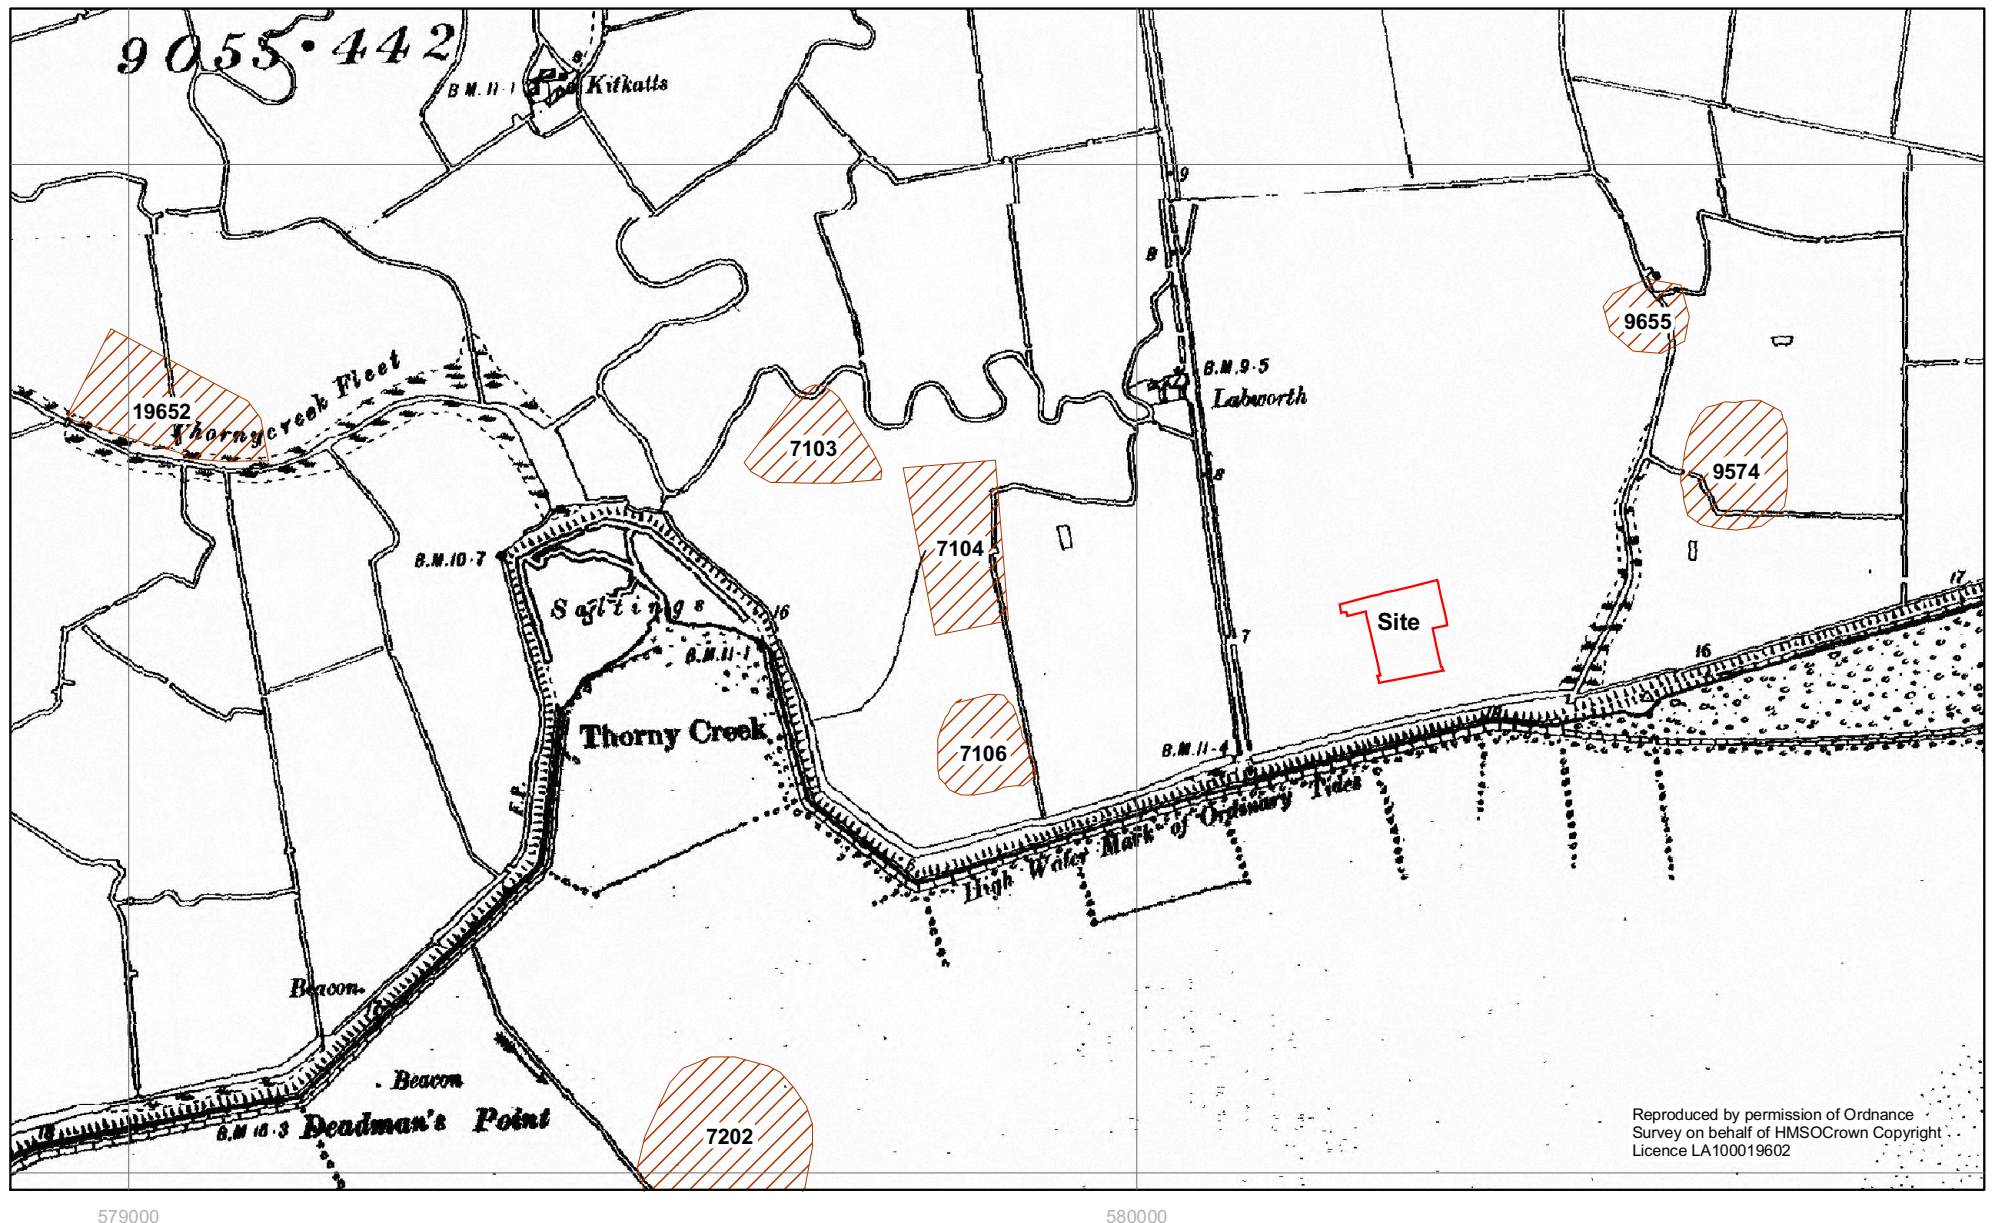 9055·442
8
B.M. 11·1
Kitkatts
9
8
B.M. 9·5
Labworth
9655
19652
Thornycreek Fleet
7103
9574
8
7104
B.M. 10·7
Saltings
16
17
Site
7
B.M. 11·1
16
Thorny Creek
7106
B.M. 11·4
F.P.
High Water Mark of Ordinary Tides
Beacon
Beacon
Deadman's Point
B.M 18·3
18
7202
Reproduced by permission of Ordnance
Survey on behalf of HMSOCrown Copyright
Licence LA100019602
579000
580000